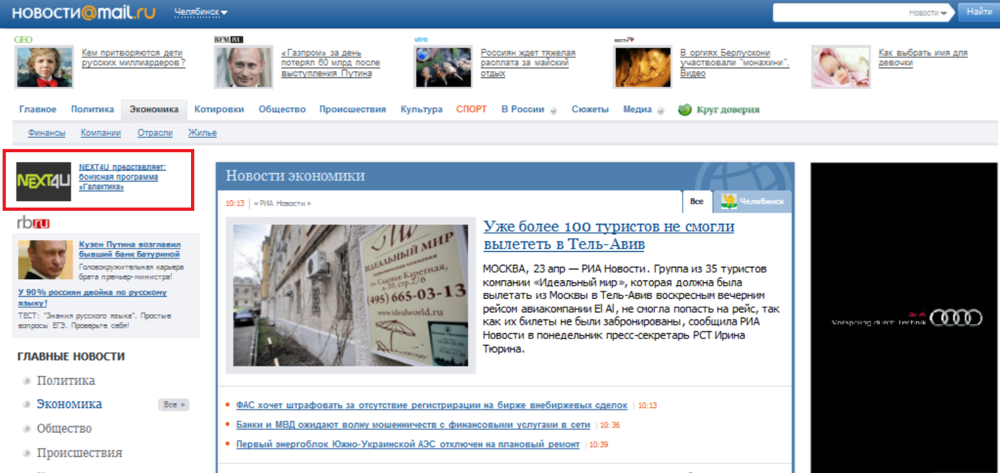 НОВОСТИ@mail.ru
Челябинск
Новости
Найти
GEO
Кем притворяются дети
русских миллиардеров?
BFM.RU
«Газпром» за день
потерял 60 млрд после
выступления Путина
utro
Россиян ждет тяжелая
расплата за майский
отдых
вести
В оргиях Берлускони
участвовали "монахини".
Видео
Как выбрать имя для
девочки
Главное Политика Экономика Котировки Общество Происшествия Культура СПОРТ В России Сюжеты Медиа Круг доверия
Финансы Компании Отрасли Жилье
NEXT4U
NEXT4U представляет:
бонусная программа
«Галактика»
rbru
Кузен Путина возглавил
бывший банк Батуриной
Головокружительная карьера
брата премьер-министра!
У 90% россиян двойка по русскому
языку!
ТЕСТ: "Знания русского языка". Простые
вопросы ЕГЭ. Проверьте себя!
ГЛАВНЫЕ НОВОСТИ
Политика
Экономика
Все »
Общество
Происшествия
Новости экономики
10:13 | « РИА Новости »
Все
Челябинск
ИДЕАЛЬНЫЙ МИР
туристическая компания
ул. Садовая-Каретная,
д. 20, стр.2/6
(495) 665-03-13
www.idealworld.ru
Уже более 100 туристов не смогли
вылететь в Тель-Авив
МОСКВА, 23 апр — РИА Новости. Группа из 35 туристов
компании «Идеальный мир», которая должна была
вылетать из Москвы в Тель-Авив воскресным вечерним
рейсом авиакомпании El Al, не смогла попасть на рейс, так
как их билеты не были забронированы, сообщила РИА
Новости в понедельник пресс-секретарь РСТ Ирина
Тюрина.
ФАС хочет штрафовать за отсутствие регистрирации на бирже внебиржевых сделок | 10:13
Банки и МВД ожидают волну мошенничеств с финансовыми услугами в сети | 10:36
Первый энергоблок Южно-Украинской АЭС отключен на плановый ремонт | 10:39
Audi
Vorsprung durch Technik